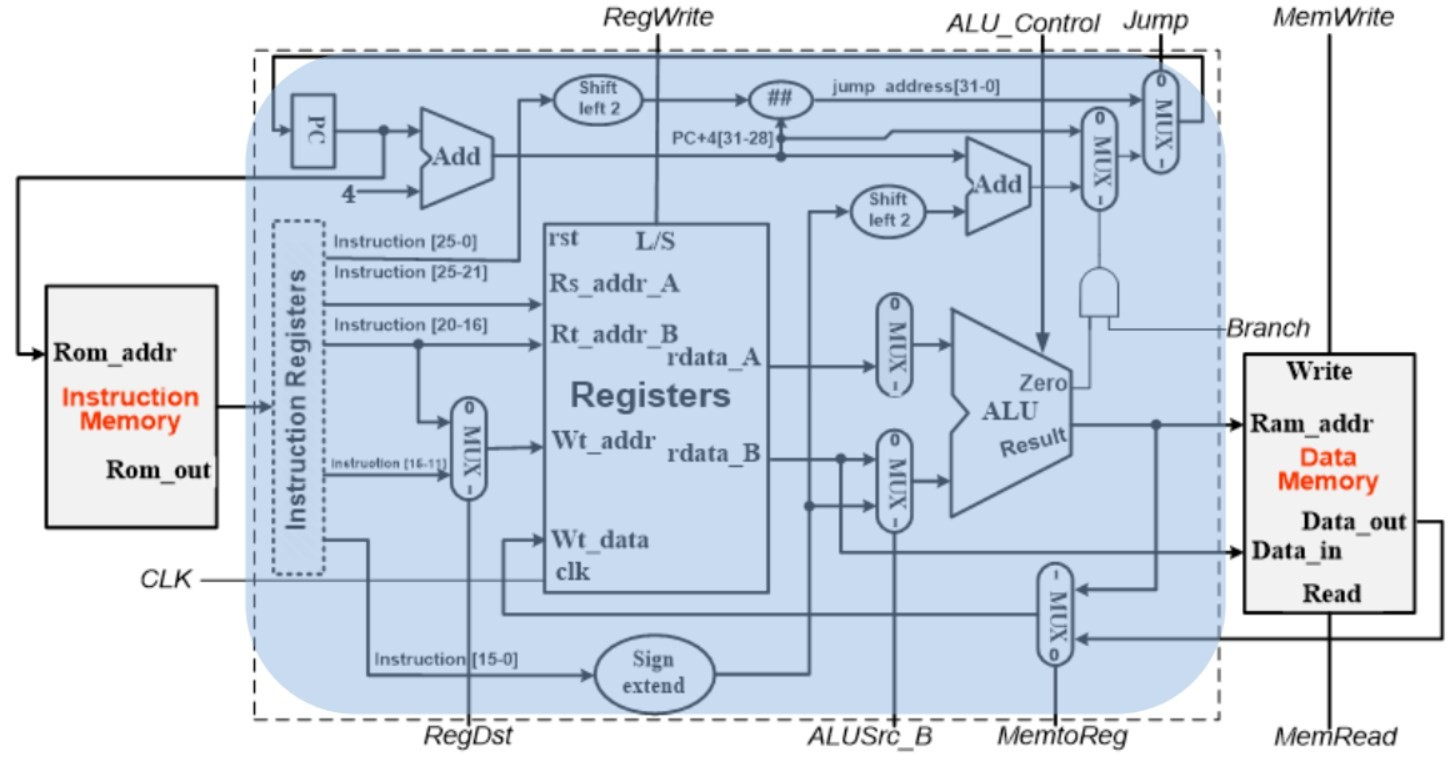 RegWrite
ALU_Control
Jump
MemWrite
PC
4
Add
Shift
left 2
##
jump address[31-0]
PC+4[31-28]
0
MUX
1
0
MUX
1
Add
Shift
left 2
Instruction Registers
Instruction [25-0]
Instruction [25-21]
Instruction [20-16]
Instruction [15-11]
Instruction [15-0]
rst
L/S
Rs_addr_A
Rt_addr_B
rdata_A
Registers
Wt_addr
rdata_B
Wt_data
clk
0
MUX
1
0
MUX
1
0
MUX
1
Zero
ALU
Result
Branch
Rom_addr
Instruction
Memory
Rom_out
Write
Ram_addr
Data
Memory
Data_out
Data_in
Read
1
MUX
0
CLK
Sign
extend
RegDst
ALUSrc_B
MemtoReg
MemRead